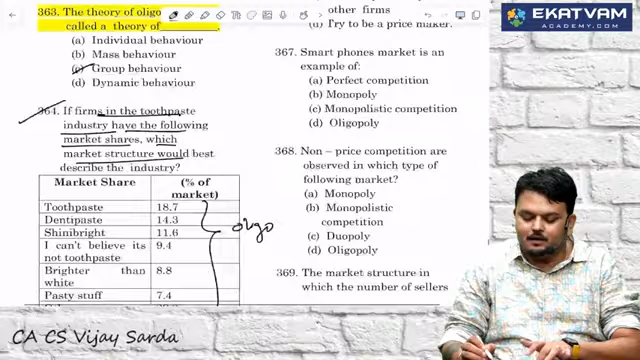 363. The theory of oligo
called a theory of
(a) Individual behaviour
(b) Mass behaviour
(c) Group behaviour
(d) Dynamic behaviour
364. If firms in the toothpaste
industry have the following
market shares, which
market structure would best
describe the industry?
Market Share (% of market)
Toothpaste 18.7
Dentipaste 14.3
Shinibright 11.6
I can't believe its 9.4
not toothpaste
Brighter than 8.8
white
Pasty stuff 7.4
oligo
other firms
(d) Try to be a price maker.
367. Smart phones market is an
example of:
(a) Perfect competition
(b) Monopoly
(c) Monopolistic competition
(d) Oligopoly
368. Non – price competition are
observed in which type of
following market?
(a) Monopoly
(b) Monopolistic
competition
(c) Duopoly
(d) Oligopoly
369. The market structure in
which the number of sellers
EKATVAM
ACADEMY.COM
CA CS Vijay Sarda